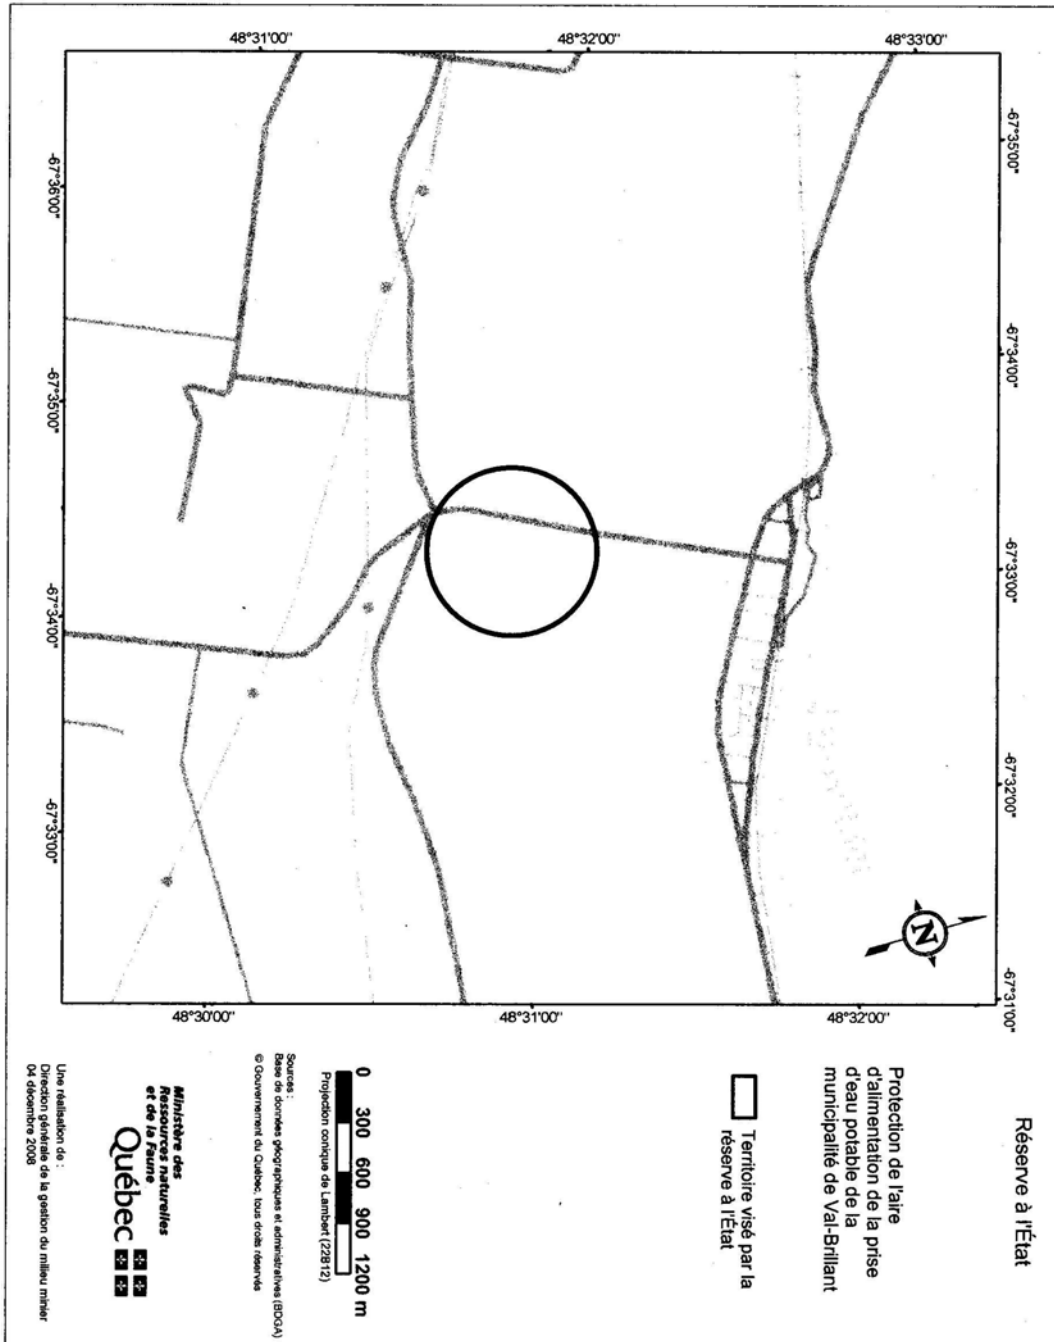 Réserve à l'État
Protection de l'aire
d'alimentation de la prise
d'eau potable de la
municipalité de Val-Brillant
Territoire visé par la
réserve à l'État
0 300 600 900 1200 m
Projection conique de Lambert (22812)
Sources :
Base de données géographiques et administratives (BDGA)
© Gouvernement du Québec, tous droits réservés
Ministère des
Ressources naturelles
et de la Faune
Québec
Une réalisation de :
Direction générale de la gestion du milieu minier
04 décembre 2008
N
-67°35'00"
-67°34'00"
-67°33'00"
-67°32'00"
-67°31'00"
48°33'00"
48°32'00"
48°31'00"
48°32'00"
48°31'00"
48°30'00"
-67°36'00"
-67°35'00"
-67°34'00"
-67°33'00"